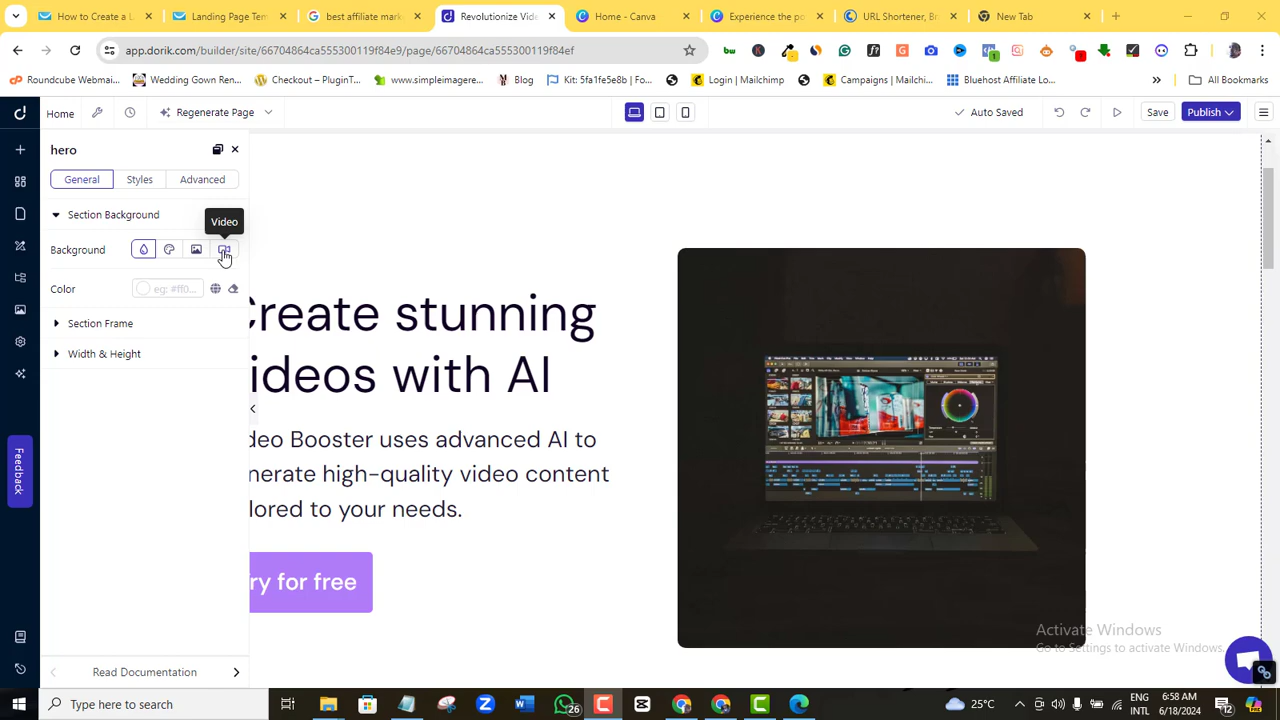 How to Create a L
Landing Page Tem
best affiliate mark
Revolutionize Vide
Home - Canva
Experience the po
URL Shortener, Br
New Tab
app.dorik.com/builder/site/66704864ca555300119f84e9/page/66704864ca555300119f84ef
Roundcube Webmai...
Wedding Gown Ren...
Checkout – PluginT...
www.simpleimagere...
Blog
Kit: 5fa1fe5e8b | Fo...
Login | Mailchimp
Campaigns | Mailchi...
Bluehost Affiliate Lo...
All Bookmarks
Home
Regenerate Page
Auto Saved
Save
Publish
hero
General
Styles
Advanced
Section Background
Video
Background
Color
eg: #ff0...
Section Frame
Width & Height
Create stunning
ideos with AI
deo Booster uses advanced AI to
nerate high-quality video content
lored to your needs.
ry for free
Feedback
Read Documentation
Activate Windows
Go to Settings to activate Windows.
Type here to search
26
25°C
ENG
INTL
6:58 AM
6/18/2024
12